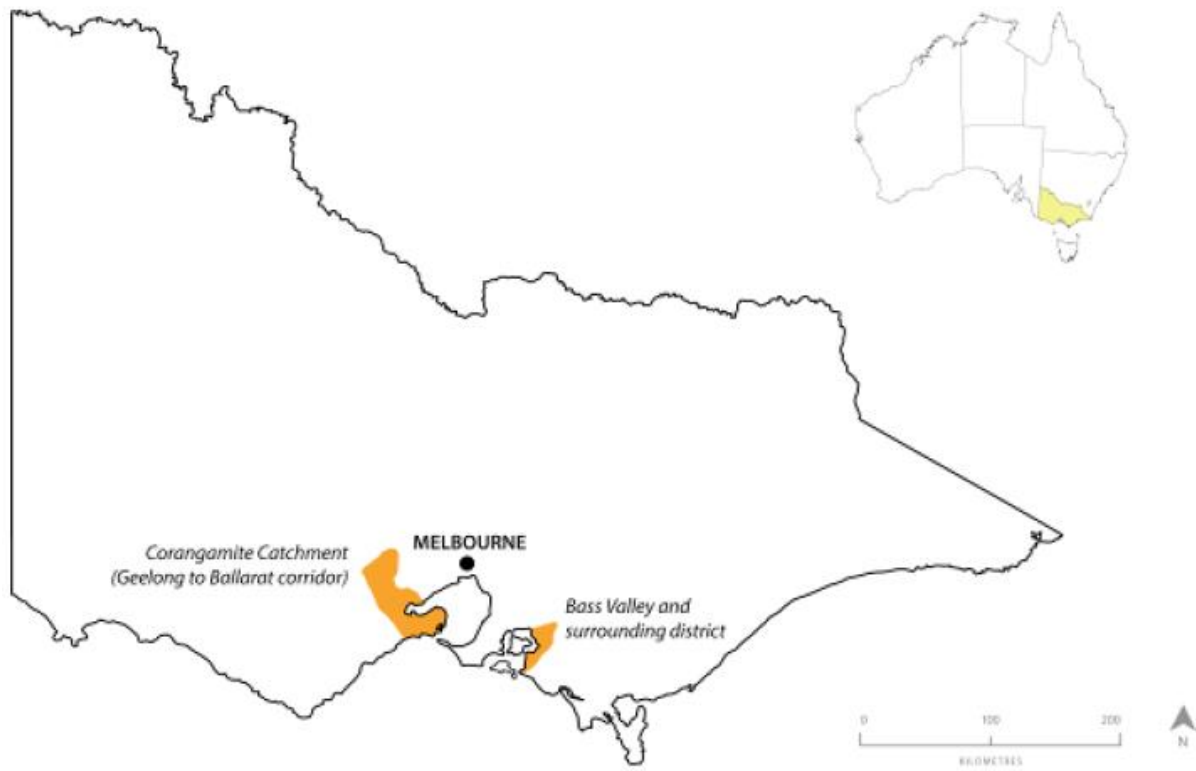 Corangamite Catchment
(Geelong to Ballarat corridor)
MELBOURNE
Bass Valley and
surrounding district
0 100 200
KILOMETRES
N